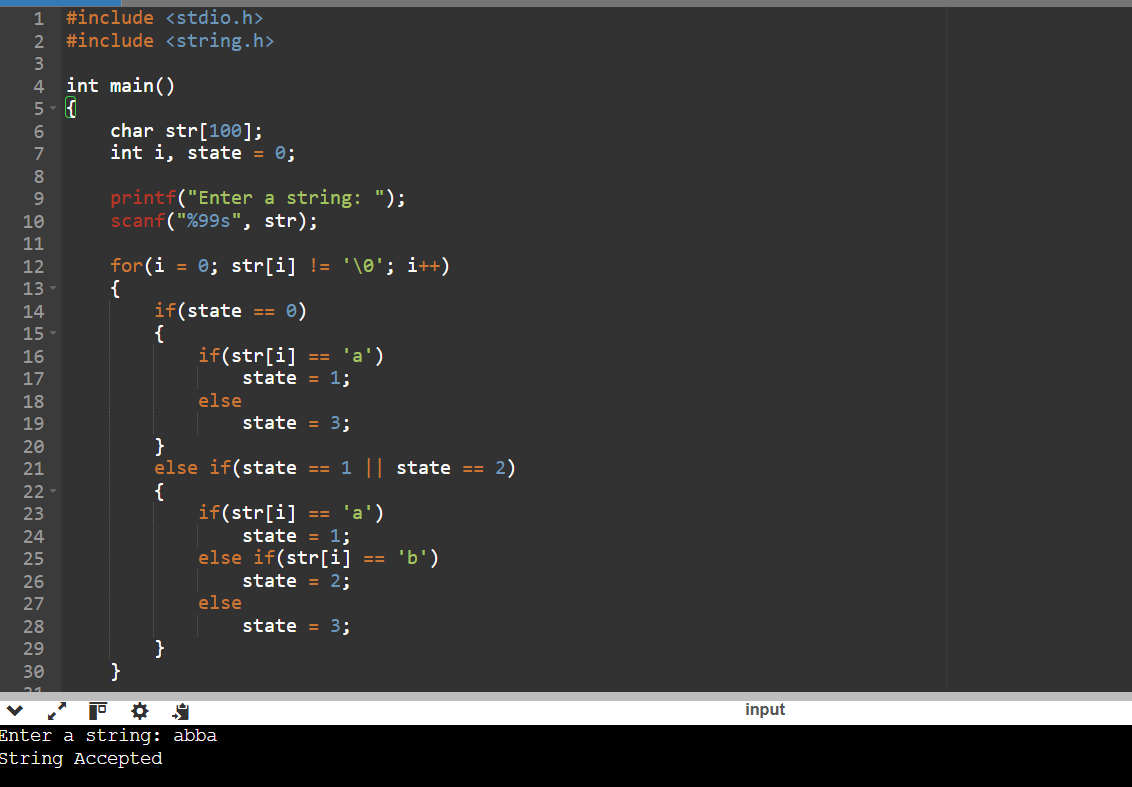 1 #include <stdio.h>
2 #include <string.h>
3
4 int main()
5 {
6     char str[100];
7     int i, state = 0;
8
9     printf("Enter a string: ");
10     scanf("%99s", str);
11
12     for(i = 0; str[i] != '\0'; i++)
13     {
14         if(state == 0)
15         {
16             if(str[i] == 'a')
17                 state = 1;
18             else
19                 state = 3;
20         }
21         else if(state == 1 || state == 2)
22         {
23             if(str[i] == 'a')
24                 state = 1;
25             else if(str[i] == 'b')
26                 state = 2;
27             else
28                 state = 3;
29         }
30     }
31
input
Enter a string: abba
String Accepted